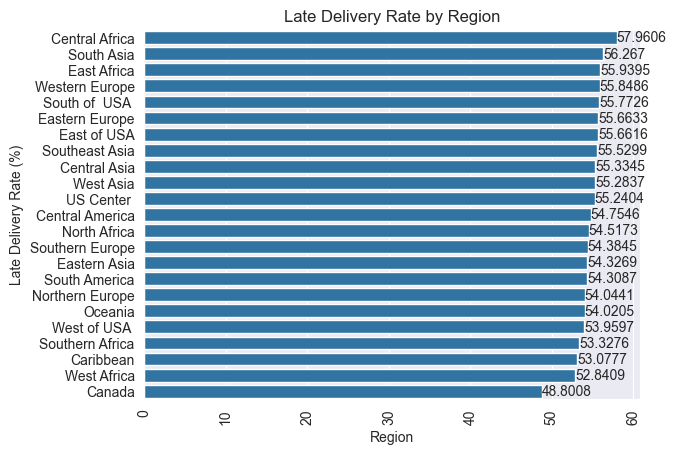 Late Delivery Rate by Region
Late Delivery Rate (%)
Central Africa 57.9606
South Asia 56.267
East Africa 55.9395
Western Europe 55.8486
South of  USA 55.7726
Eastern Europe 55.6633
East of USA 55.6616
Southeast Asia 55.5299
Central Asia 55.3345
West Asia 55.2837
US Center 55.2404
Central America 54.7546
North Africa 54.5173
Southern Europe 54.3845
Eastern Asia 54.3269
South America 54.3087
Northern Europe 54.0441
Oceania 54.0205
West of USA 53.9597
Southern Africa 53.3276
Caribbean 53.0777
West Africa 52.8409
Canada 48.8008
0 10 20 30 40 50 60
Region